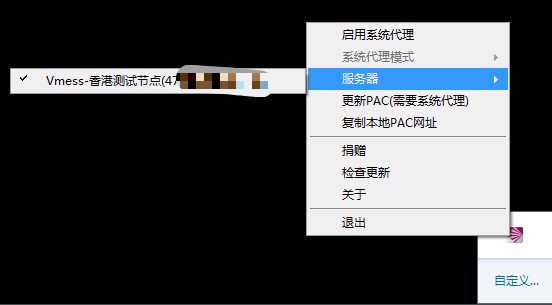 启用系统代理
系统代理模式
服务器
Vmess-香港测试节点(47
更新PAC(需要系统代理)
复制本地PAC网址
捐赠
检查更新
关于
退出
自定义...